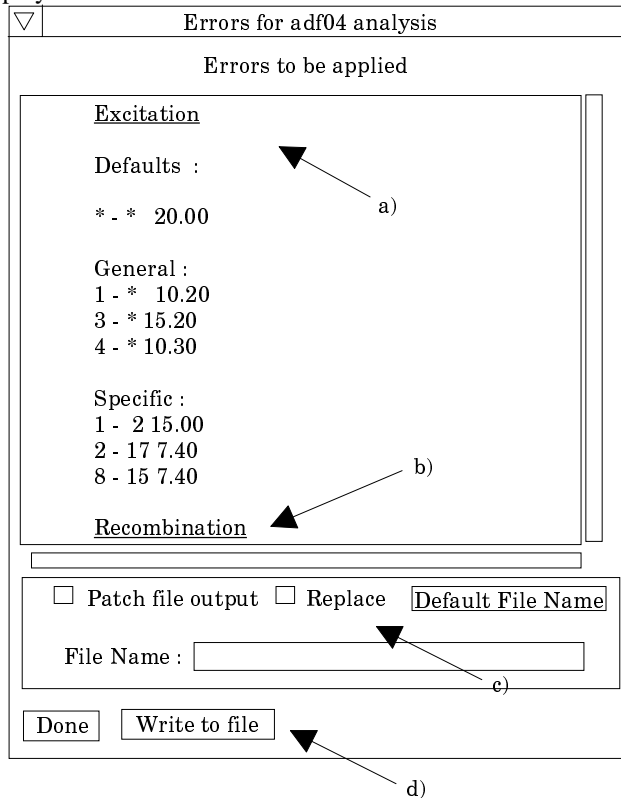 Errors for adf04 analysis
Errors to be applied
Excitation
a)
Defaults :
* - * 20.00
General :
1 - * 10.20
3 - * 15.20
4 - * 10.30
Specific :
1 - 2 15.00
2 - 17 7.40
8 - 15 7.40
b)
Recombination
Patch file output Replace Default File Name
File Name :
c)
Done Write to file
d)